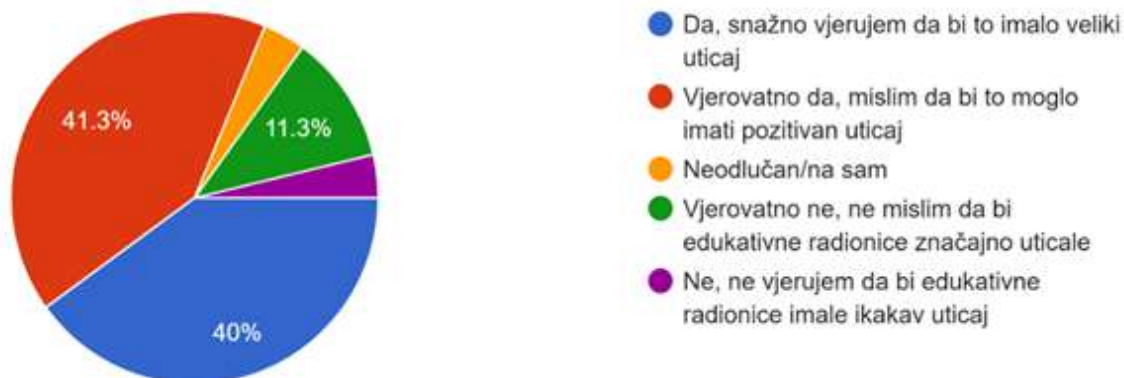 41.3%
11.3%
40%
Da, snažno vjerujem da bi to imalo veliki
uticaj
Vjerovatno da, mislim da bi to moglo
imati pozitivan uticaj
Neodlučan/na sam
Vjerovatno ne, ne mislim da bi
edukativne radionice značajno uticale
Ne, ne vjerujem da bi edukativne
radionice imale ikakav uticaj